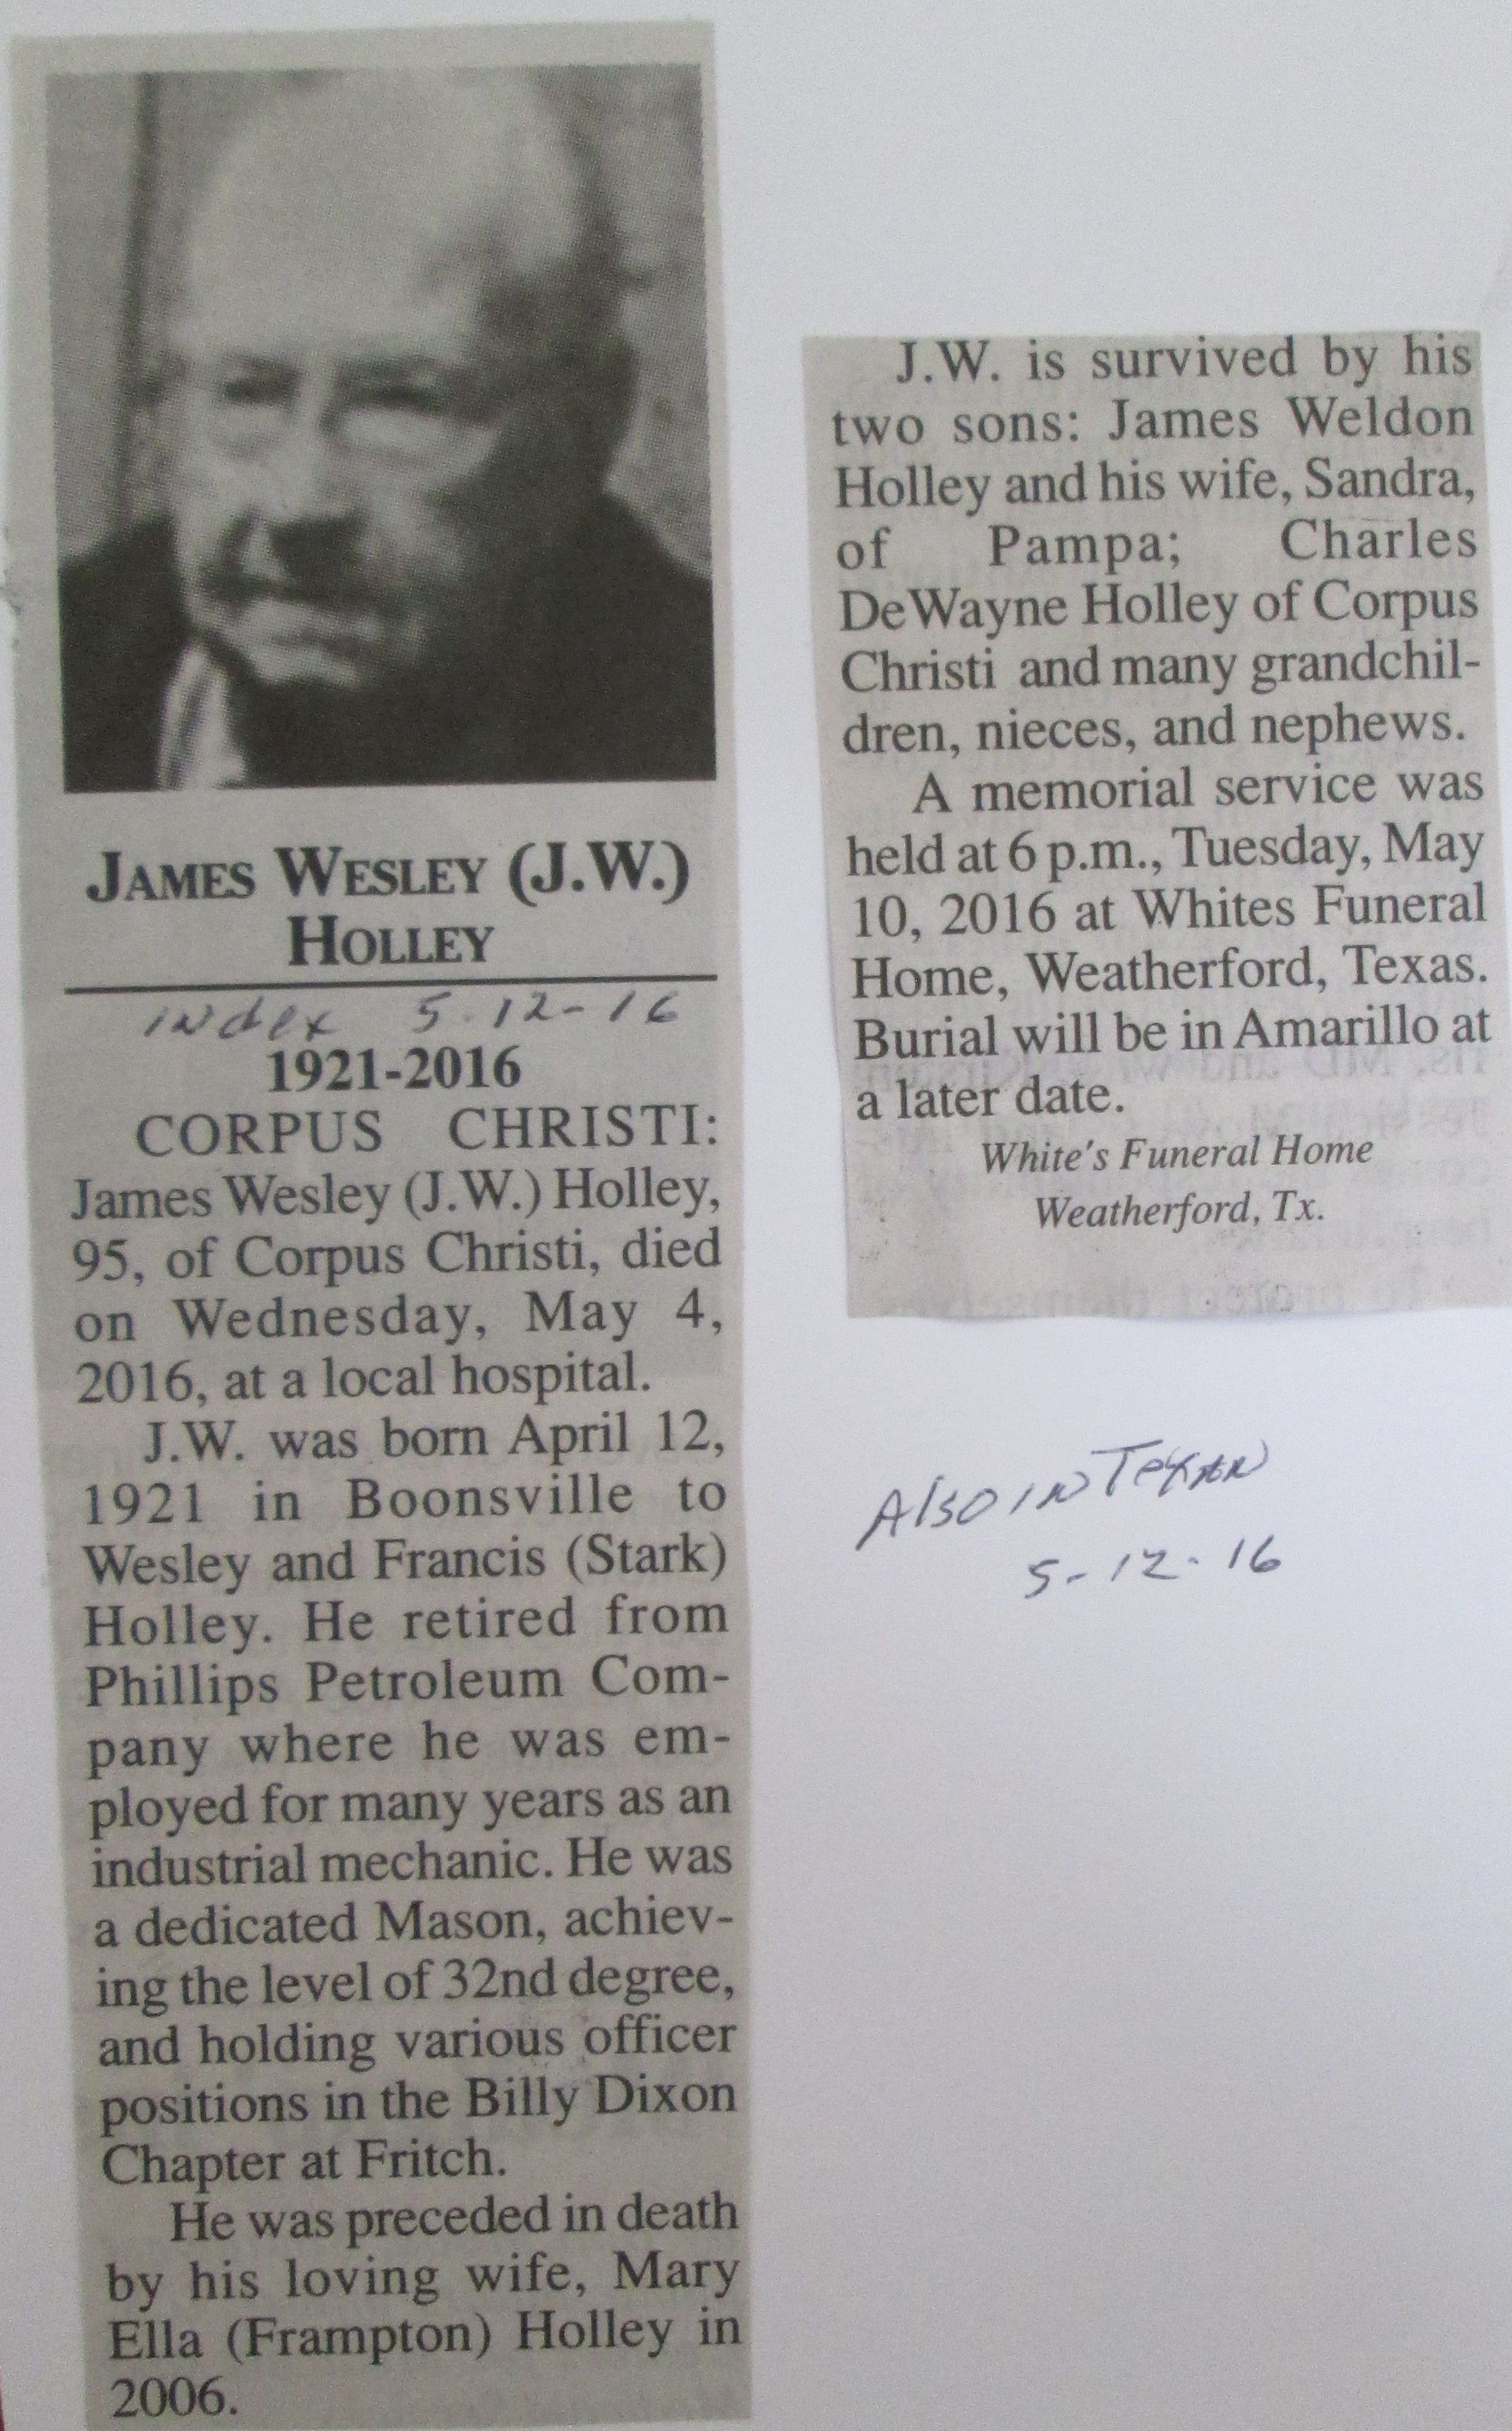 JAMES WESLEY (J.W.)
HOLLEY
Index 5-12-16
1921-2016
CORPUS CHRISTI:
James Wesley (J.W.) Holley,
95, of Corpus Christi, died
on Wednesday, May 4,
2016, at a local hospital.
J.W. was born April 12,
1921 in Boonsville to
Wesley and Francis (Stark)
Holley. He retired from
Phillips Petroleum Com-
pany where he was em-
ployed for many years as an
industrial mechanic. He was
a dedicated Mason, achiev-
ing the level of 32nd degree,
and holding various officer
positions in the Billy Dixon
Chapter at Fritch.
He was preceded in death
by his loving wife, Mary
Ella (Frampton) Holley in
2006.
J.W. is survived by his
two sons: James Weldon
Holley and his wife, Sandra,
of Pampa; Charles
DeWayne Holley of Corpus
Christi and many grandchil-
dren, nieces, and nephews.
A memorial service was
held at 6 p.m., Tuesday, May
10, 2016 at Whites Funeral
Home, Weatherford, Texas.
Burial will be in Amarillo at
a later date.
White's Funeral Home
Weatherford, Tx.
Also in Texan
5-12-16